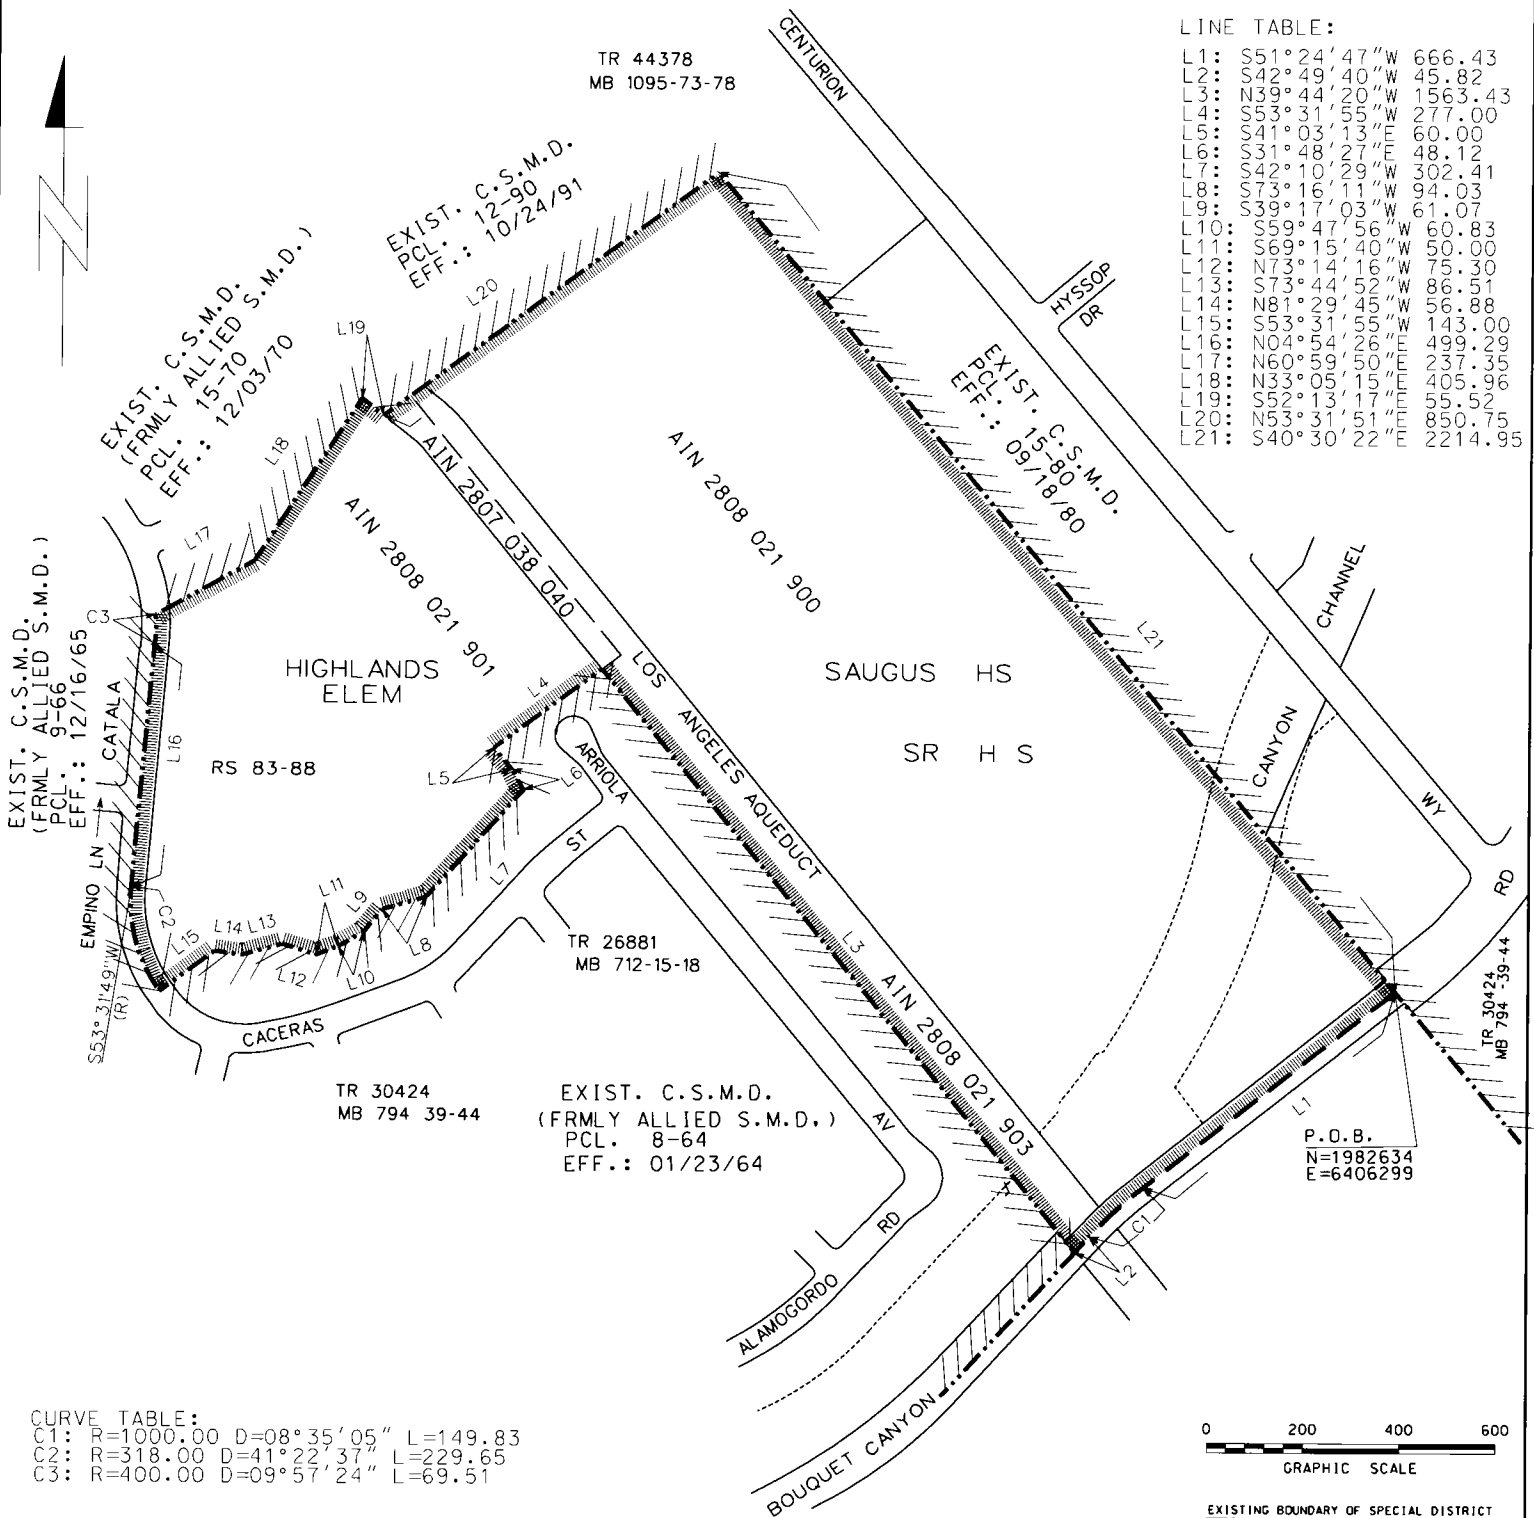 TR 44378
MB 1095-73-78
CENTURION
LINE TABLE:
L1: S51°24'47"W 666.43
L2: S42°49'40"W 45.82
L3: N39°44'20"W 1563.43
L4: S53°31'55"W 277.00
L5: S41°03'13"E 60.00
L6: S31°48'27"E 48.12
L7: S42°10'29"W 302.41
L8: S73°16'11"W 94.03
L9: S39°17'03"W 61.07
L10: S59°47'56"W 60.83
L11: S69°15'40"W 50.00
L12: N73°14'16"W 75.30
L13: S73°44'52"W 86.51
L14: N81°29'45"W 56.88
L15: S53°31'55"W 143.00
L16: N04°54'26"E 499.29
L17: N60°59'50"E 237.35
L18: N33°05'15"E 405.96
L19: S52°13'17"E 55.52
L20: N53°31'51"E 850.75
L21: S40°30'22"E 2214.95
N
EXIST. C.S.M.D.
PCL. 12-90
EFF.: 10/24/91
L20
EXIST. C.S.M.D.
(FRMLY ALLIED S.M.D.)
PCL. 15-70
EFF.: 12/03/70
L19
L18
L17
HYSSOP
DR
EXIST. C.S.M.D.
PCL. 15-80
EFF.: 09/18/80
AIN 2807 038 040
AIN 2808 021 900
AIN 2808 021 901
EXIST. C.S.M.D.
(FRMLY ALLIED S.M.D.)
PCL. 9-66
EFF.: 12/16/65
C3
CATALA
L16
HIGHLANDS
ELEM
RS 83-88
L4
L5
L6
ARRIOLA
LOS ANGELES AQUEDUCT
SAUGUS HS
SR H S
L21
CANYON CHANNEL
WY
RD
EMPINO LN
C2
S53°31'49"W
(R)
L15
L14
L13
L12
L11
L10
L9
L8
L7
ST
CACERAS
TR 26881
MB 712-15-18
L3
AIN 2808 021 903
TR 30424
MB 794 -39-44
TR 30424
MB 794 39-44
EXIST. C.S.M.D.
(FRMLY ALLIED S.M.D.)
PCL. 8-64
EFF.: 01/23/64
AV
L1
P.O.B.
N=1982634
E=6406299
C1
L2
RD
ALAMOGORDO
BOUQUET CANYON
CURVE TABLE:
C1: R=1000.00 D=08°35'05" L=149.83
C2: R=318.00 D=41°22'37" L=229.65
C3: R=400.00 D=09°57'24" L=69.51
0 200 400 600
GRAPHIC SCALE
EXISTING BOUNDARY OF SPECIAL DISTRICT